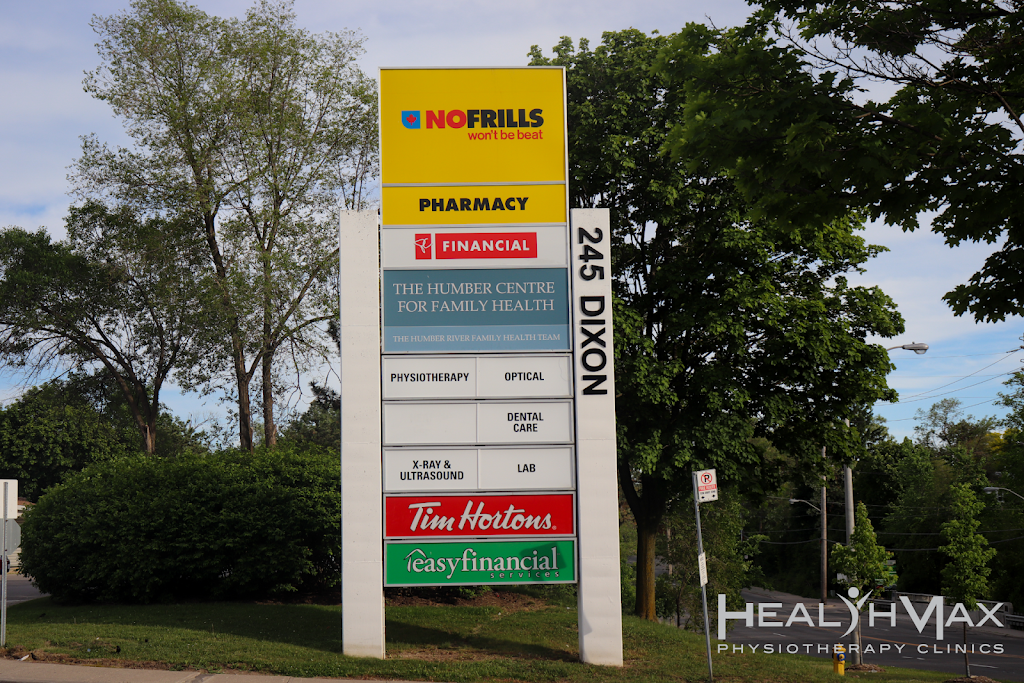 NOFRILLS
won't be beat
PHARMACY
FINANCIAL
THE HUMBER CENTRE
FOR FAMILY HEALTH
THE HUMBER RIVER FAMILY HEALTH TEAM
PHYSIOTHERAPY
OPTICAL
DENTAL
CARE
X-RAY &
ULTRASOUND
LAB
Tim Hortons.
easyfinancial
services
245 DIXON
HEALTHMAX
PHYSIOTHERAPY CLINICS